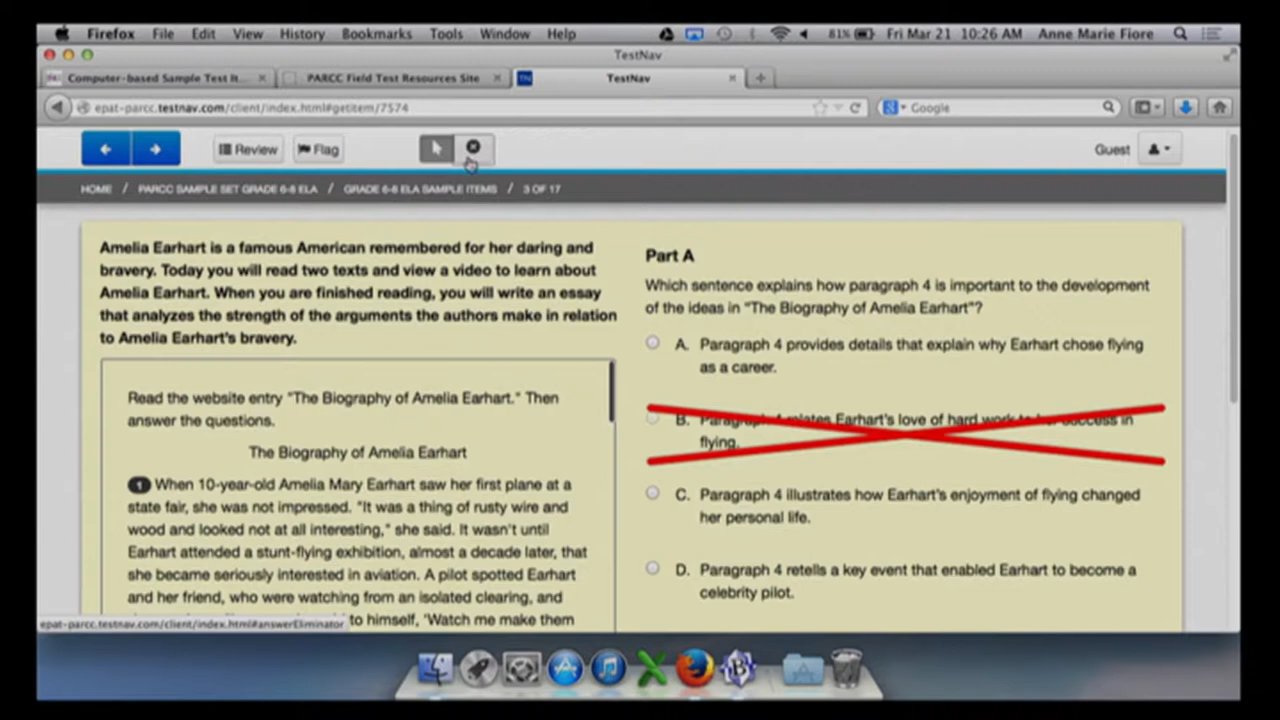 Firefox File Edit View History Bookmarks Tools Window Help 81% Fri Mar 21 10:26 AM Anne Marie Fiore
TestNav
Computer-based Sample Test It... PARCC Field Test Resources Site TN TestNav
epat-parcc.testnav.com/client/index.html#getitem/7574 Google
Review Flag Guest
HOME / PARCC SAMPLE SET GRADE 6-8 ELA / GRADE 6-8 ELA SAMPLE ITEMS / 3 OF 17
Amelia Earhart is a famous American remembered for her daring and
bravery. Today you will read two texts and view a video to learn about
Amelia Earhart. When you are finished reading, you will write an essay
that analyzes the strength of the arguments the authors make in relation
to Amelia Earhart's bravery.
Read the website entry "The Biography of Amelia Earhart." Then
answer the questions.
The Biography of Amelia Earhart
1 When 10-year-old Amelia Mary Earhart saw her first plane at a
state fair, she was not impressed. "It was a thing of rusty wire and
wood and looked not at all interesting," she said. It wasn't until
Earhart attended a stunt-flying exhibition, almost a decade later, that
she became seriously interested in aviation. A pilot spotted Earhart
and her friend, who were watching from an isolated clearing, and
to himself, 'Watch me make them
epat-parcc.testnav.com/client/index.html#answerEliminator
Part A
Which sentence explains how paragraph 4 is important to the development
of the ideas in "The Biography of Amelia Earhart"?
A. Paragraph 4 provides details that explain why Earhart chose flying
as a career.
B. Paragraph 4 relates Earhart's love of hard work to her success in
flying.
C. Paragraph 4 illustrates how Earhart's enjoyment of flying changed
her personal life.
D. Paragraph 4 retells a key event that enabled Earhart to become a
celebrity pilot.